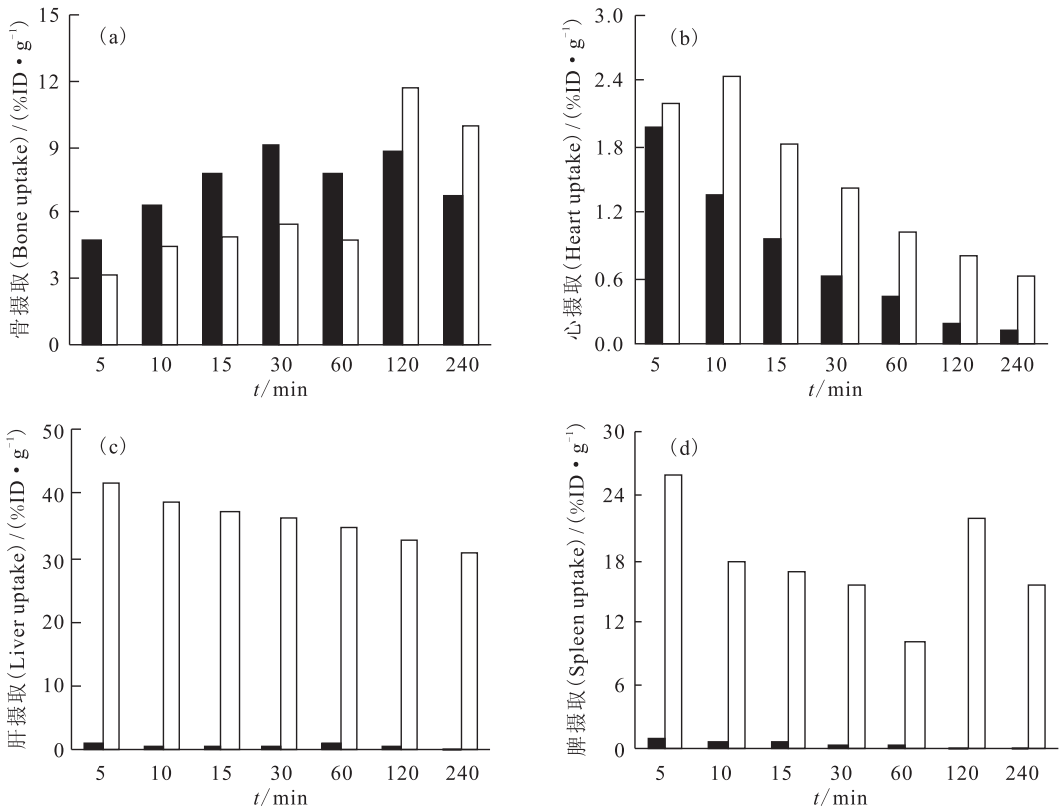 (a)
骨摄取(Bone uptake)/(%ID·g⁻¹)
15
12
9
6
3
0
5 10 15 30 60 120 240
t/min
(b)
心摄取(Heart uptake)/(%ID·g⁻¹)
3.0
2.4
1.8
1.2
0.6
0.0
5 10 15 30 60 120 240
t/min
(c)
肝摄取(Liver uptake)/(%ID·g⁻¹)
50
40
30
20
10
0
5 10 15 30 60 120 240
t/min
(d)
脾摄取(Spleen uptake)/(%ID·g⁻¹)
30
24
18
12
6
0
5 10 15 30 60 120 240
t/min